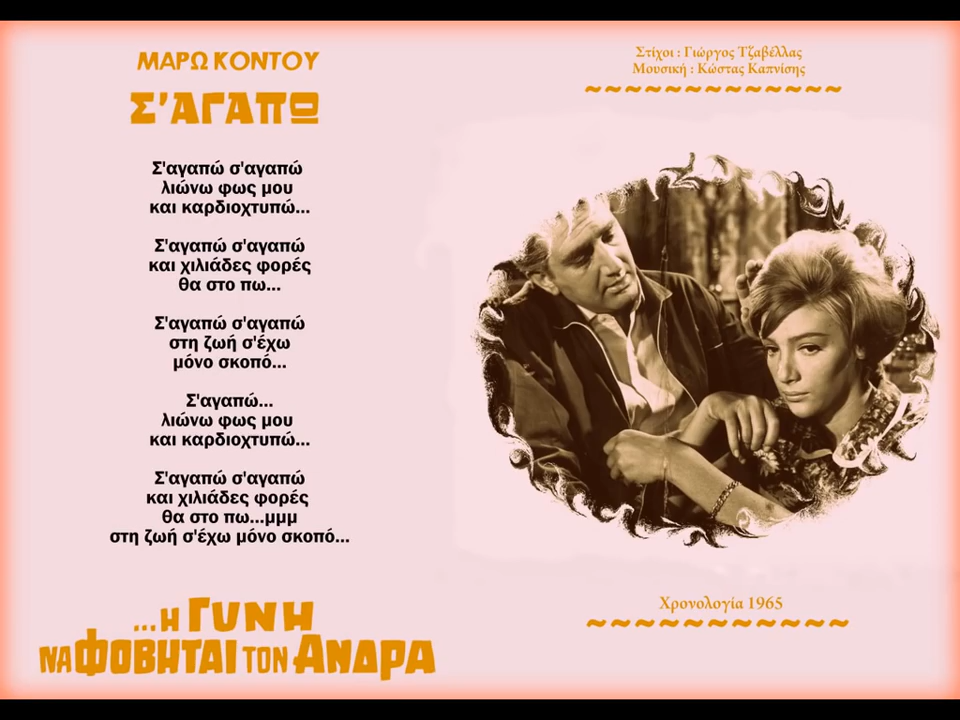 ΜΑΡΩ ΚΟΝΤΟΥ
Σ'ΑΓΑΠΩ
Σ'αγαπώ σ'αγαπώ
λιώνω φως μου
και καρδιοχτυπώ...
Σ'αγαπώ σ'αγαπώ
και χιλιάδες φορές
θα στο πω...
Σ'αγαπώ σ'αγαπώ
στη ζωή σ'έχω
μόνο σκοπό...
Σ'αγαπώ...
λιώνω φως μου
και καρδιοχτυπώ...
Σ'αγαπώ σ'αγαπώ
και χιλιάδες φορές
θα στο πω...μμμ
στη ζωή σ'έχω μόνο σκοπό...
...Η ΓΥΝΗ
ΝΑ ΦΟΒΗΤΑΙ ΤΟΝ ΑΝΔΡΑ
Στίχοι : Γιώργος Τζαβέλλας
Μουσική : Κώστας Καπνίσης
Χρονολογία 1965